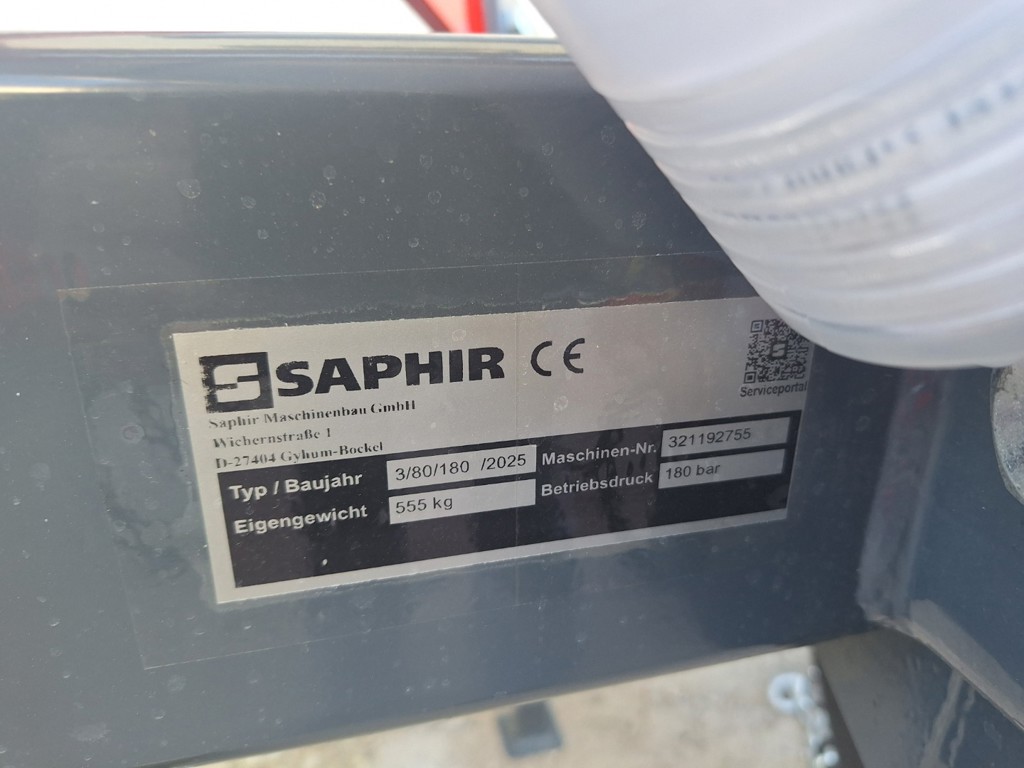 SAPHIR CE
Serviceportal
Saphir Maschinenbau GmbH
Wichernstraße 1
D-27404 Gyhum-Bockel
Typ / Baujahr 3/80/180 /2025 Maschinen-Nr. 321192755
Eigengewicht 555 kg Betriebsdruck 180 bar